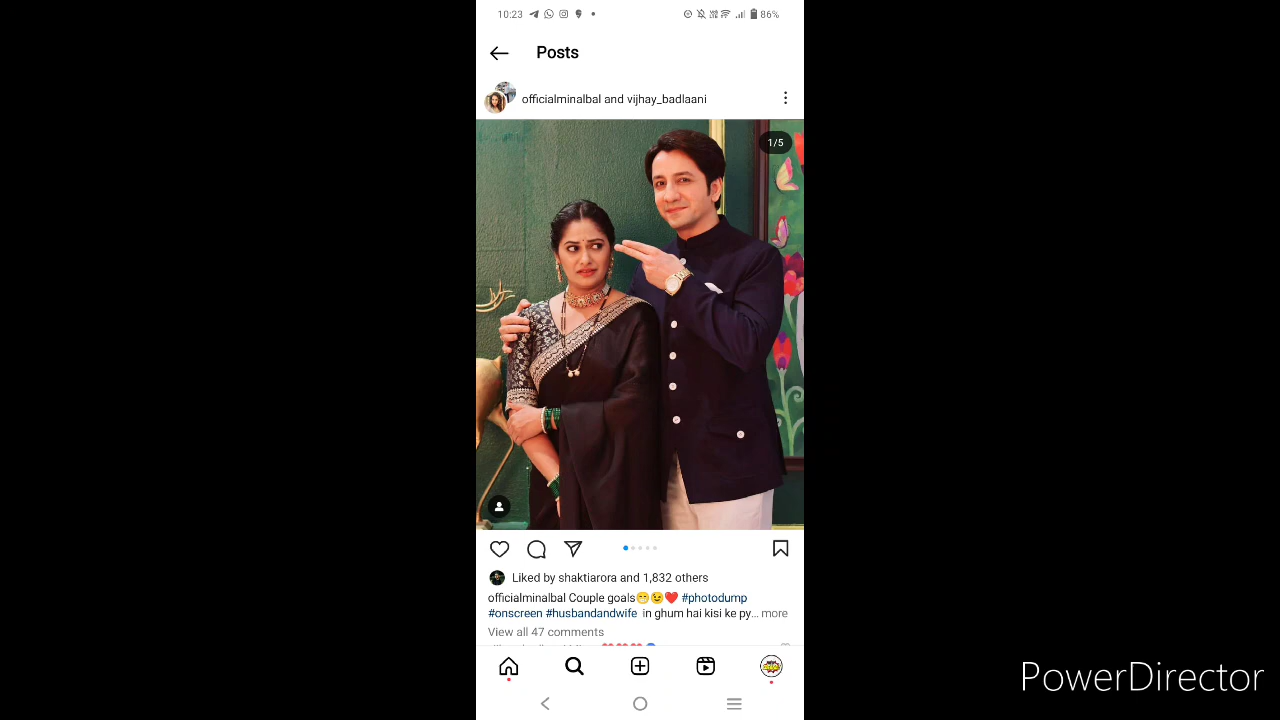 10:23
86%
Posts
officialminalbal and vijhay_badlaani
1/5
Liked by shaktiarora and 1,832 others
officialminalbal Couple goals😁😉❤️ #photodump
#onscreen #husbandandwife in ghum hai kisi ke py... more
View all 47 comments
PowerDirector